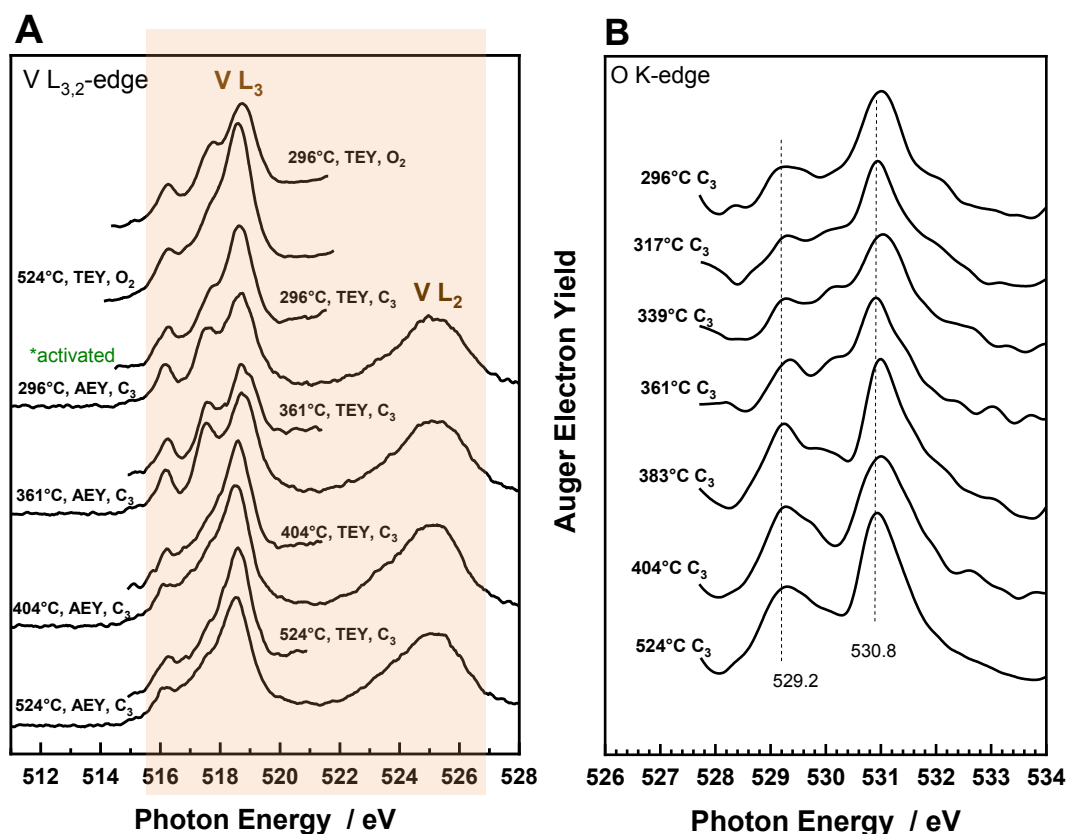 A
V L3,2-edge
V L3
296°C, TEY, O2
524°C, TEY, O2
296°C, TEY, C3
V L2
*activated
296°C, AEY, C3
361°C, TEY, C3
361°C, AEY, C3
404°C, TEY, C3
404°C, AEY, C3
524°C, TEY, C3
524°C, AEY, C3
512 514 516 518 520 522 524 526 528
Photon Energy / eV
B
O K-edge
Auger Electron Yield
296°C C3
317°C C3
339°C C3
361°C C3
383°C C3
404°C C3
524°C C3
530.8
529.2
526 527 528 529 530 531 532 533 534
Photon Energy / eV